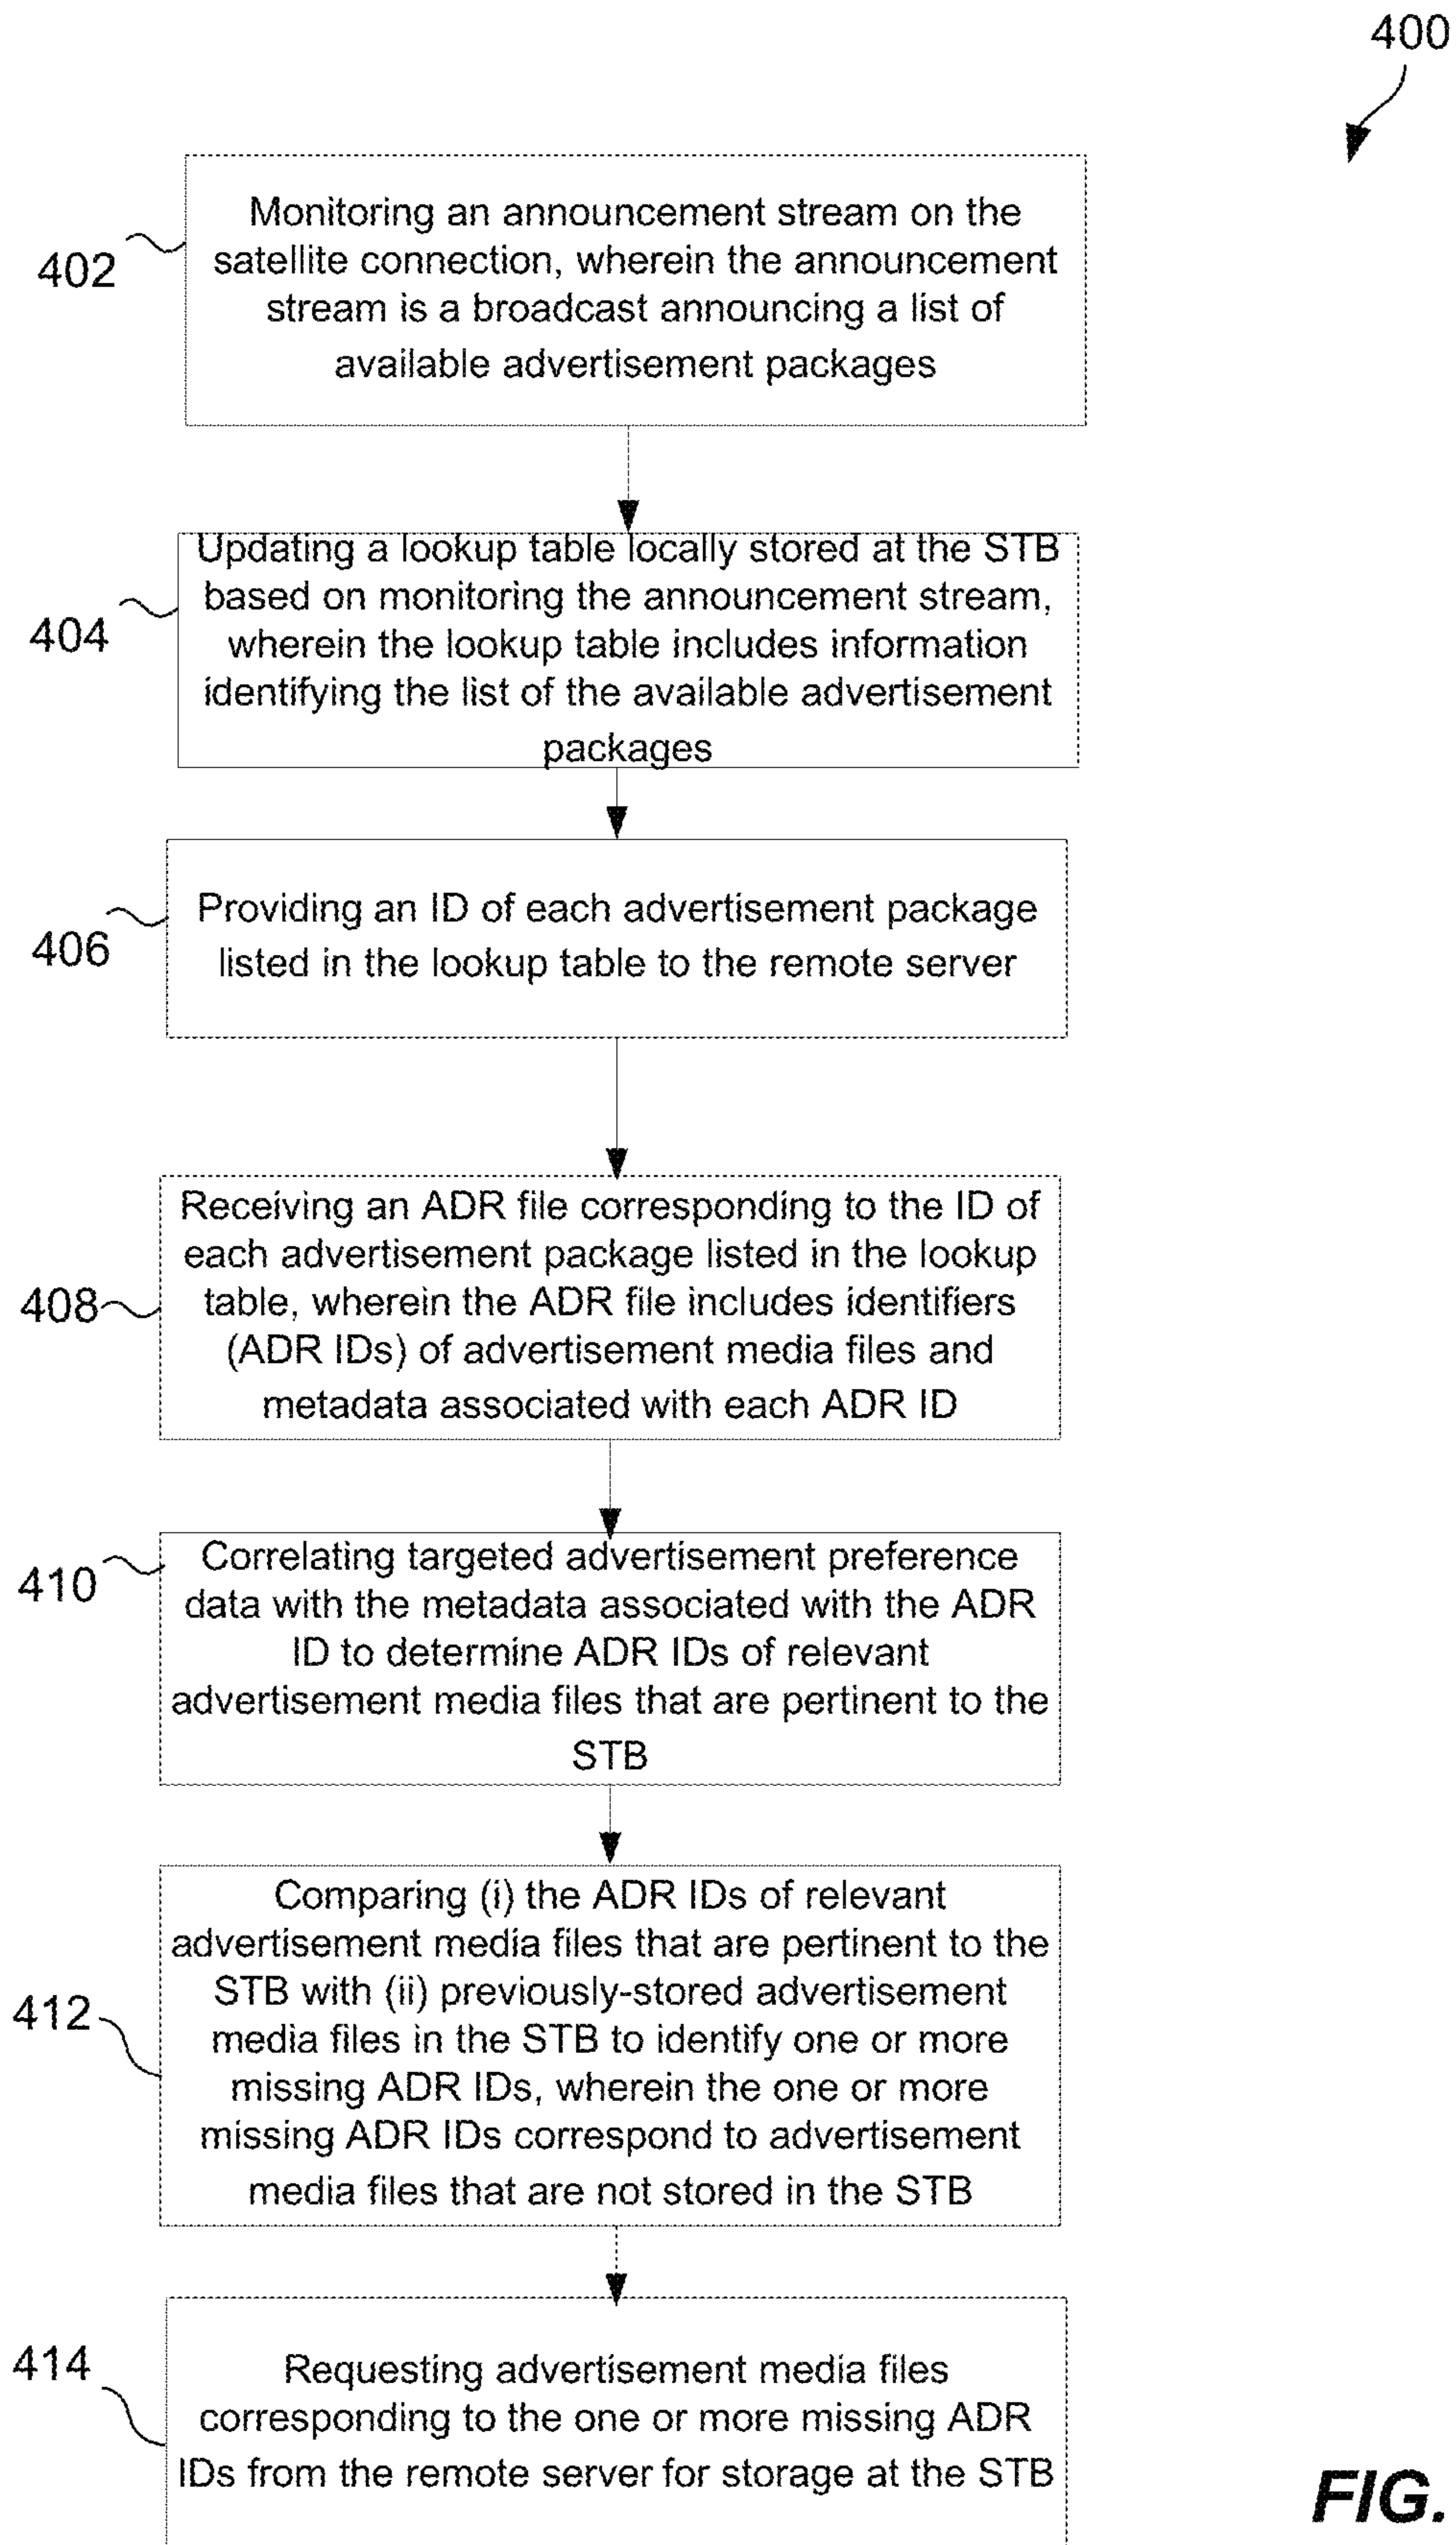 400
Monitoring an announcement stream on the
satellite connection, wherein the announcement
stream is a broadcast announcing a list of
available advertisement packages
402
Updating a lookup table locally stored at the STB
based on monitoring the announcement stream,
wherein the lookup table includes information
identifying the list of the available advertisement
packages
404
Providing an ID of each advertisement package
listed in the lookup table to the remote server
406
Receiving an ADR file corresponding to the ID of
each advertisement package listed in the lookup
table, wherein the ADR file includes identifiers
(ADR IDs) of advertisement media files and
metadata associated with each ADR ID
408
Correlating targeted advertisement preference
data with the metadata associated with the ADR
ID to determine ADR IDs of relevant
advertisement media files that are pertinent to the
STB
410
Comparing (i) the ADR IDs of relevant
advertisement media files that are pertinent to the
STB with (ii) previously-stored advertisement
media files in the STB to identify one or more
missing ADR IDs, wherein the one or more
missing ADR IDs correspond to advertisement
media files that are not stored in the STB
412
Requesting advertisement media files
corresponding to the one or more missing ADR
IDs from the remote server for storage at the STB
414
FIG.